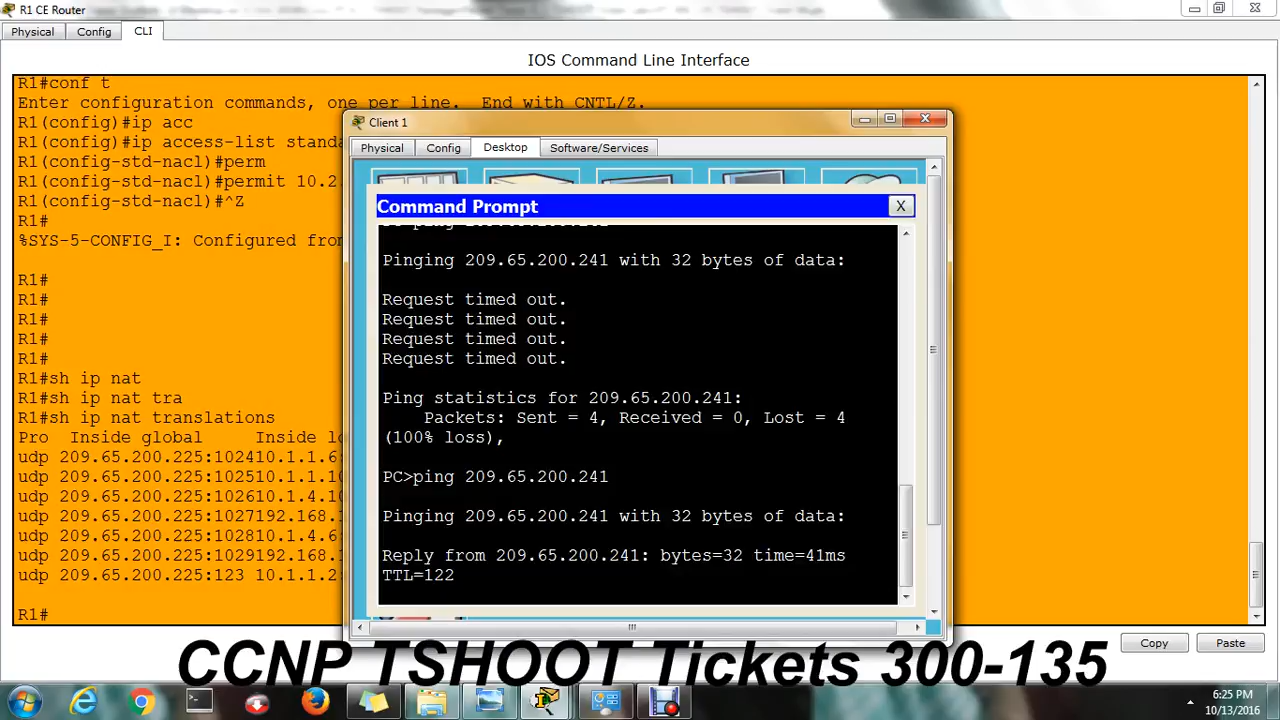 R1 CE Router
Physical Config CLI
IOS Command Line Interface
R1#conf t
Enter configuration commands, one per line. End with CNTL/Z.
R1(config)#ip acc
R1(config)#ip access-list standa
R1(config-std-nacl)#perm
R1(config-std-nacl)#permit 10.2.
R1(config-std-nacl)#^Z
R1#
%SYS-5-CONFIG_I: Configured from
R1#
R1#
R1#
R1#
R1#
R1#sh ip nat
R1#sh ip nat tra
R1#sh ip nat translations
Pro Inside global Inside lo
udp 209.65.200.225:102410.1.1.6:
udp 209.65.200.225:102510.1.1.10
udp 209.65.200.225:102610.1.4.10
udp 209.65.200.225:1027192.168.1
udp 209.65.200.225:102810.1.4.6:
udp 209.65.200.225:1029192.168.1
udp 209.65.200.225:123 10.1.1.2:
R1#
Client 1
Physical Config Desktop Software/Services
Command Prompt X
Pinging 209.65.200.241 with 32 bytes of data:
Request timed out.
Request timed out.
Request timed out.
Request timed out.
Ping statistics for 209.65.200.241:
Packets: Sent = 4, Received = 0, Lost = 4
(100% loss),
PC>ping 209.65.200.241
Pinging 209.65.200.241 with 32 bytes of data:
Reply from 209.65.200.241: bytes=32 time=41ms
TTL=122
Copy Paste
CCNP TSHOOT Tickets 300-135
6:25 PM
10/13/2016